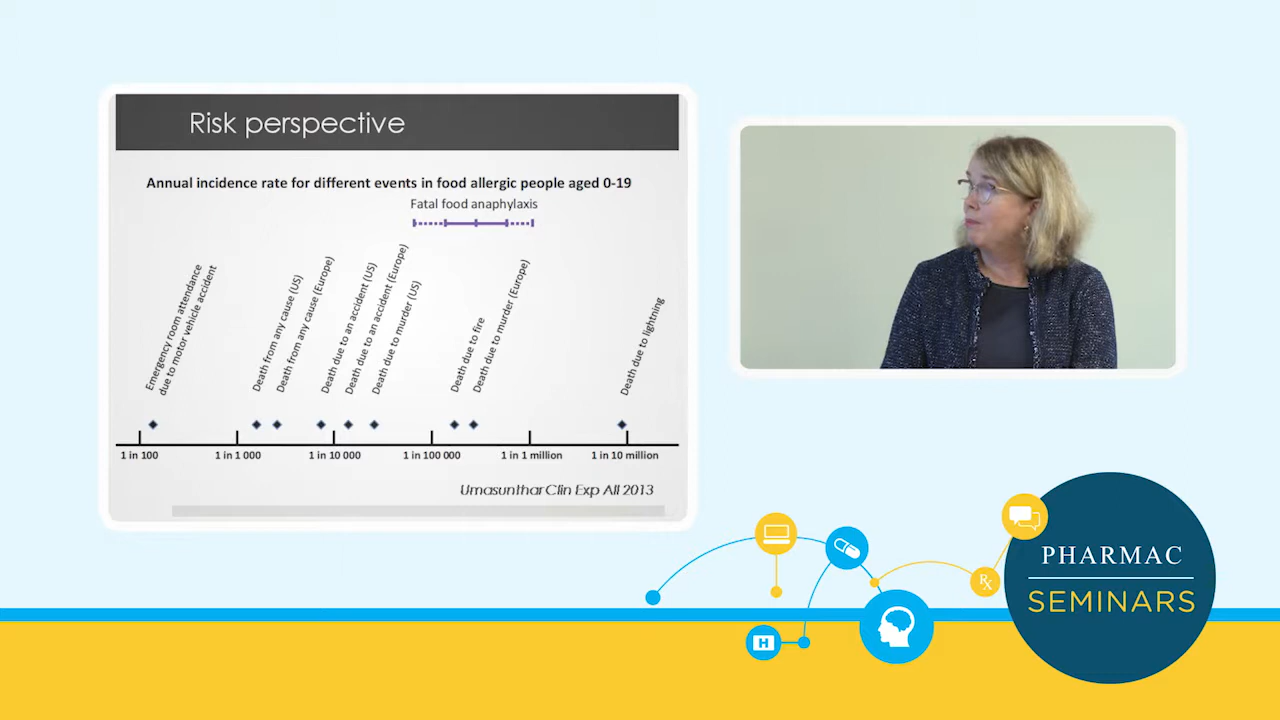 Risk perspective
Annual incidence rate for different events in food allergic people aged 0-19
Fatal food anaphylaxis
Emergency room attendance
due to motor vehicle accident
Death from any cause (US)
Death from any cause (Europe)
Death due to an accident (US)
Death due to an accident (Europe)
Death due to murder (US)
Death due to fire
Death due to murder (Europe)
Death due to lightning
1 in 100
1 in 1 000
1 in 10 000
1 in 100 000
1 in 1 million
1 in 10 million
Umasunthar Clin Exp All 2013
H
Rx
PHARMAC
SEMINARS